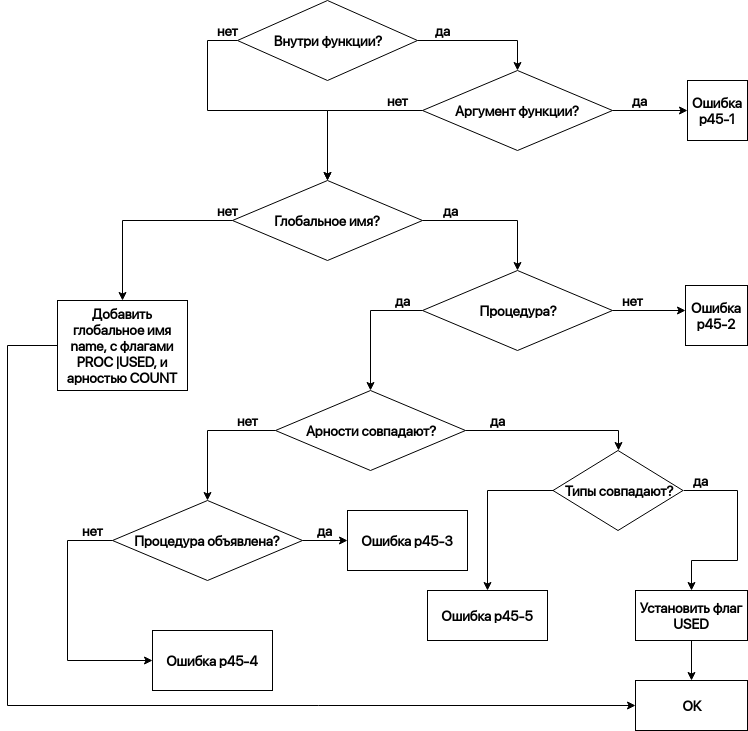 нет
да
Внутри функции?
нет
Аргумент функции?
да
Ошибка
p45-1
нет
Глобальное имя?
да
да
Процедура?
нет
Ошибка
p45-2
Добавить
глобальное имя
name, с флагами
PROC |USED, и
арностью COUNT
нет
Арности совпадают?
да
Типы совпадают?
да
нет
Процедура объявлена?
да
Ошибка p45-3
Ошибка p45-5
Установить флаг
USED
Ошибка p45-4
OK